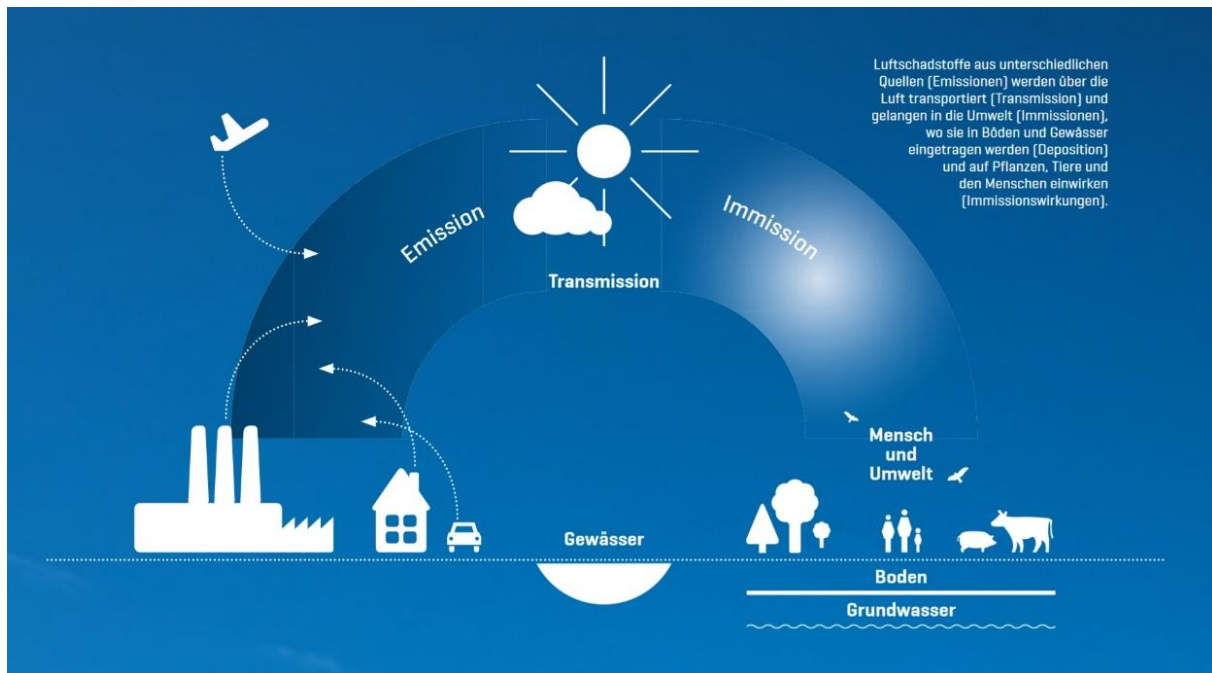 Luftschadstoffe aus unterschiedlichen
Quellen (Emissionen) werden über die
Luft transportiert (Transmission) und
gelangen in die Umwelt (Immissionen),
wo sie in Böden und Gewässer
eingetragen werden (Deposition)
und auf Pflanzen, Tiere und
den Menschen einwirken
(Immissionswirkungen).
Emission
Transmission
Immission
Mensch
und
Umwelt
Gewässer
Boden
Grundwasser